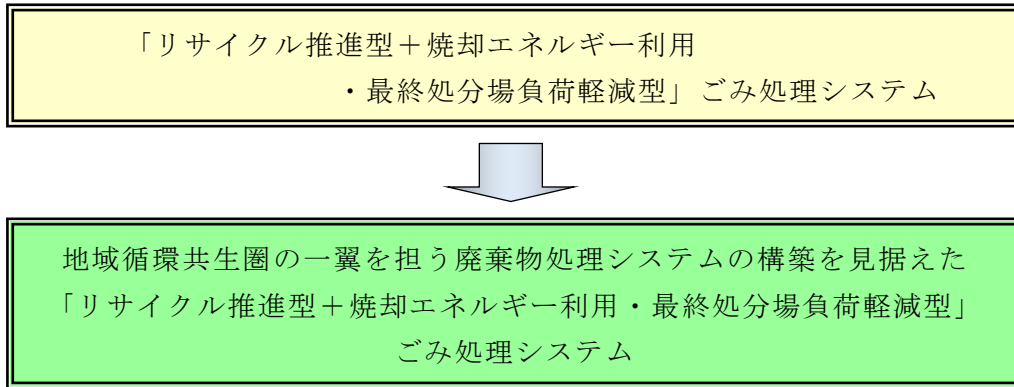 「リサイクル推進型＋焼却エネルギー利用
・最終処分場負荷軽減型」ごみ処理システム
地域循環共生圏の一翼を担う廃棄物処理システムの構築を見据えた
「リサイクル推進型＋焼却エネルギー利用・最終処分場負荷軽減型」
ごみ処理システム